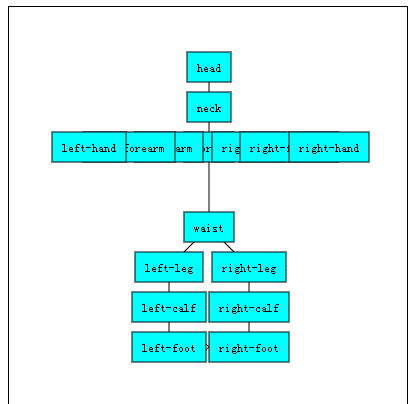 head
neck
left-hand forearm arm or rig right-f right-hand
waist
left-leg right-leg
left-calf right-calf
left-foot right-foot